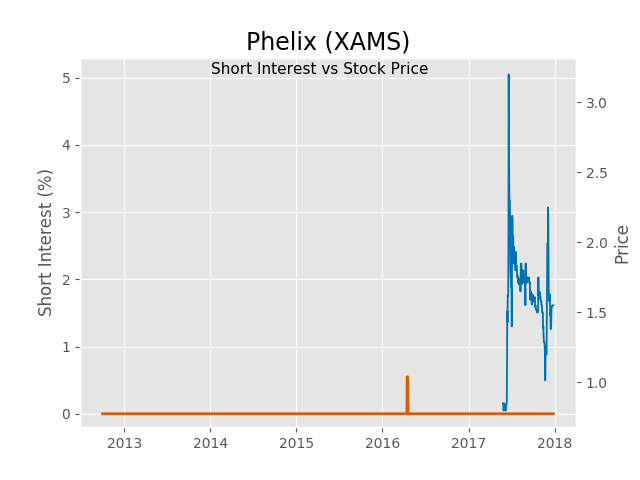 Phelix (XAMS)
Short Interest vs Stock Price
Short Interest (%)
5
4
3
2
1
0
3.0
2.5
2.0
1.5
1.0
Price
2013 2014 2015 2016 2017 2018